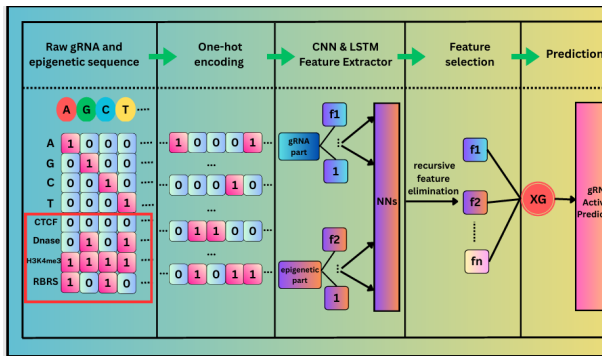 Raw gRNA and
epigenetic sequence
One-hot
encoding
CNN & LSTM
Feature Extractor
Feature
selection
Prediction
A G C T ....
A 1 0 0 0 ....
G 0 1 0 0 ....
C 0 0 1 0 ....
T 0 0 0 1 ....
CTCF 0 0 0 0 ....
Dnase 0 1 0 1 ....
H3K4me3 1 1 1 1 ....
RBRS 1 0 1 0 ....
1 0 0 0 1 ....
...
0 0 0 1 0 ....
...
0 1 1 0 0 ....
...
0 1 0 1 1 ....
gRNA
part
f1
1
epigenetic
part
f2
1
NNs
recursive
feature
elimination
f1
f2
fn
XG
gR
Activ
Predic